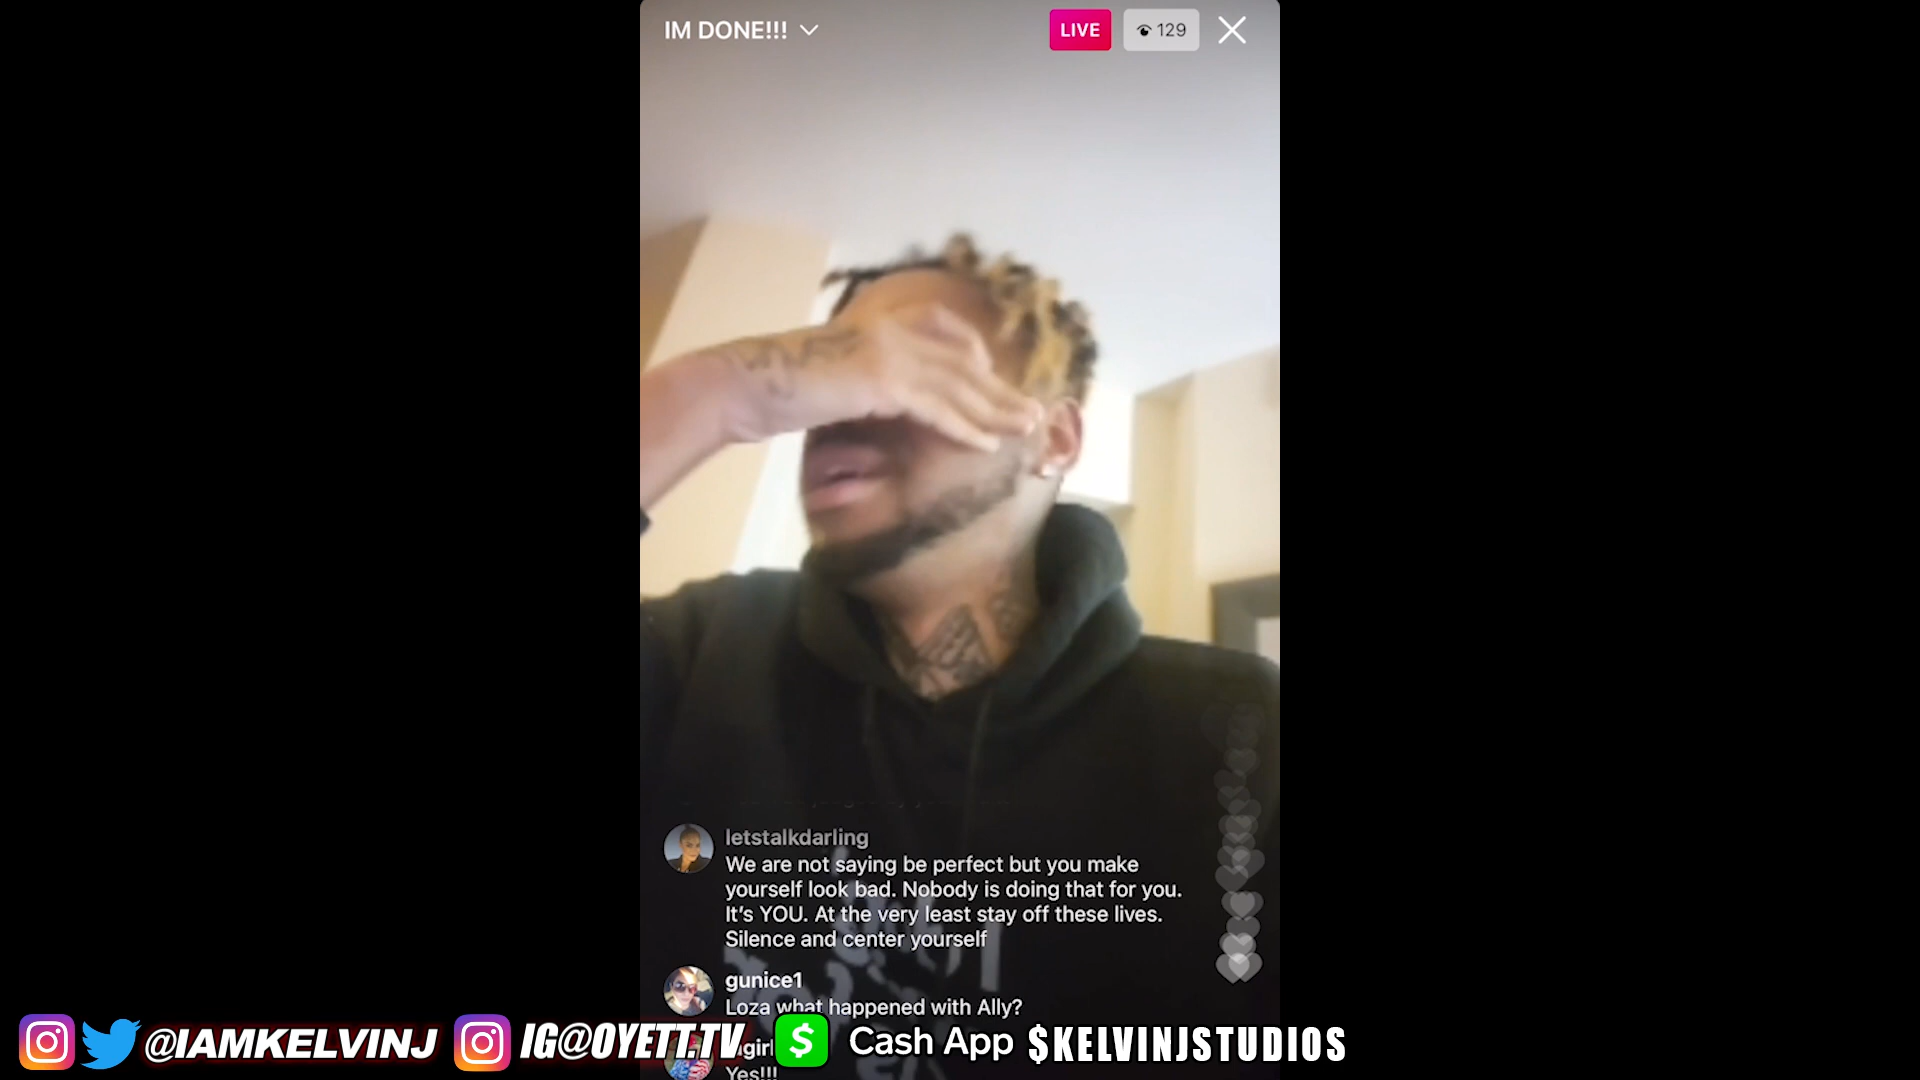 IM DONE!!!
LIVE
129
letstalkdarling
We are not saying be perfect but you make
yourself look bad. Nobody is doing that for you.
It's YOU. At the very least stay off these lives.
Silence and center yourself
gunice1
Loza what happened with Ally?
Yes!!!
@IAMKELVINJ IG@OYETT.TV $ Cash App $KELVINJSTUDIOS